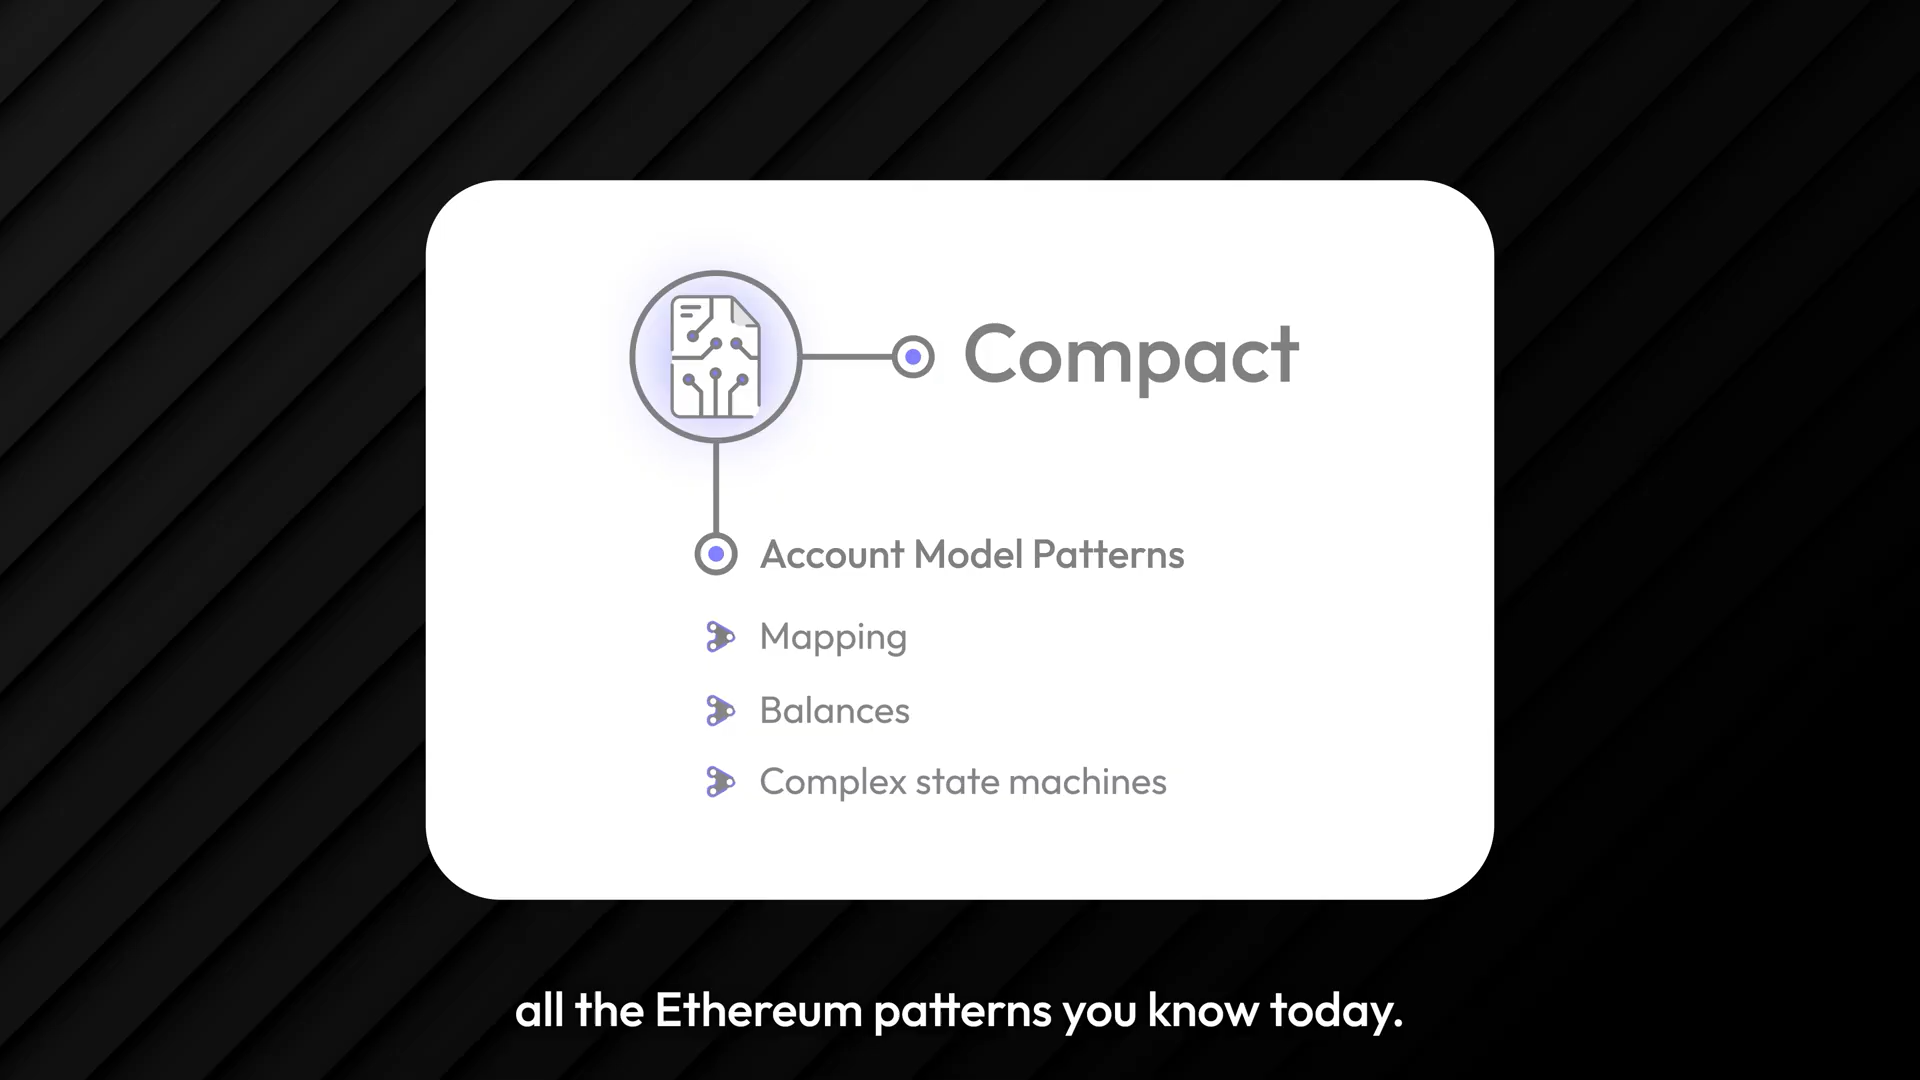 Compact
Account Model Patterns
Mapping
Balances
Complex state machines
all the Ethereum patterns you know today.